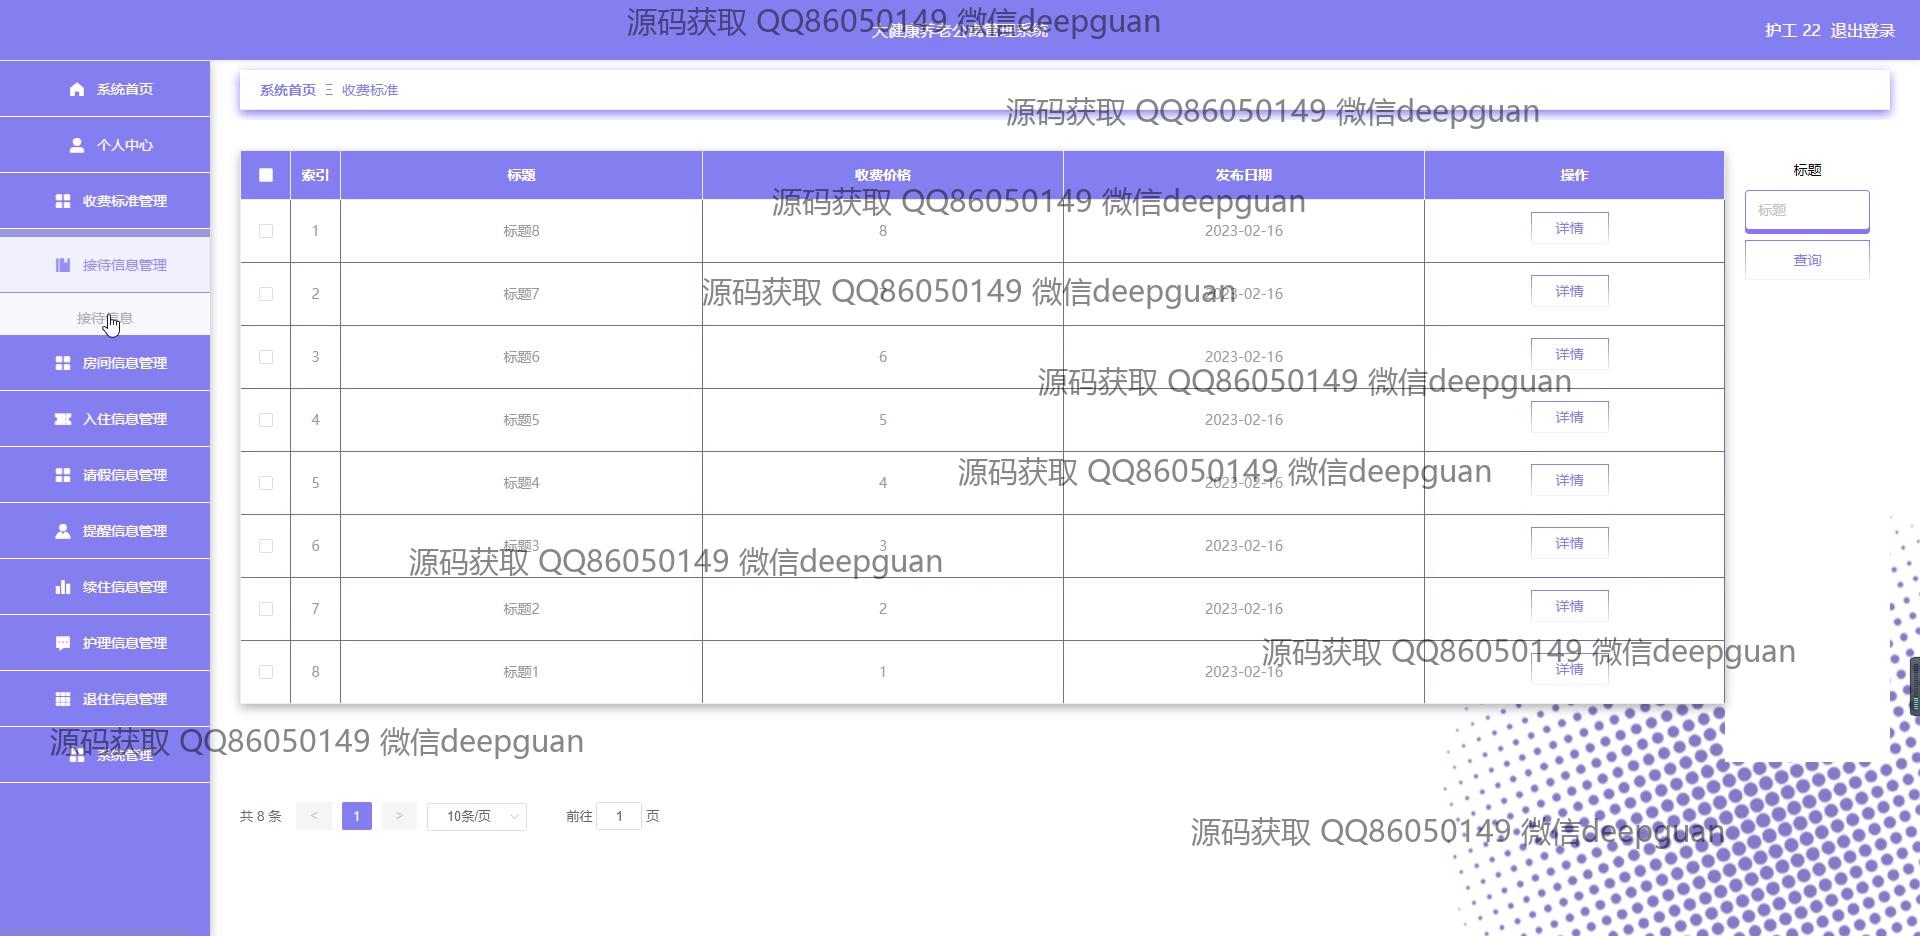 源码获取 QQ86050149 微信deepguan
大健康养老公寓管理系统
护工 22 退出登录
系统首页
个人中心
收费标准管理
接待信息管理
接待信息
房间信息管理
入住信息管理
请假信息管理
提醒信息管理
续住信息管理
护理信息管理
退住信息管理
系统管理
系统首页 Ξ 收费标准
源码获取 QQ86050149 微信deepguan
索引 标题 收费价格 发布日期 操作
源码获取 QQ86050149 微信deepguan
1 标题8 8 2023-02-16 详情
2 标题7 7 2023-02-16 详情
源码获取 QQ86050149 微信deepguan
3 标题6 6 2023-02-16 详情
源码获取 QQ86050149 微信deepguan
4 标题5 5 2023-02-16 详情
源码获取 QQ86050149 微信deepguan
5 标题4 4 2023-02-16 详情
6 标题3 3 2023-02-16 详情
源码获取 QQ86050149 微信deepguan
7 标题2 2 2023-02-16 详情
源码获取 QQ86050149 微信deepguan
8 标题1 1 2023-02-16 详情
源码获取 QQ86050149 微信deepguan
标题
标题
查询
共 8 条 < 1 > 10条/页 前往 1 页
源码获取 QQ86050149 微信deepguan